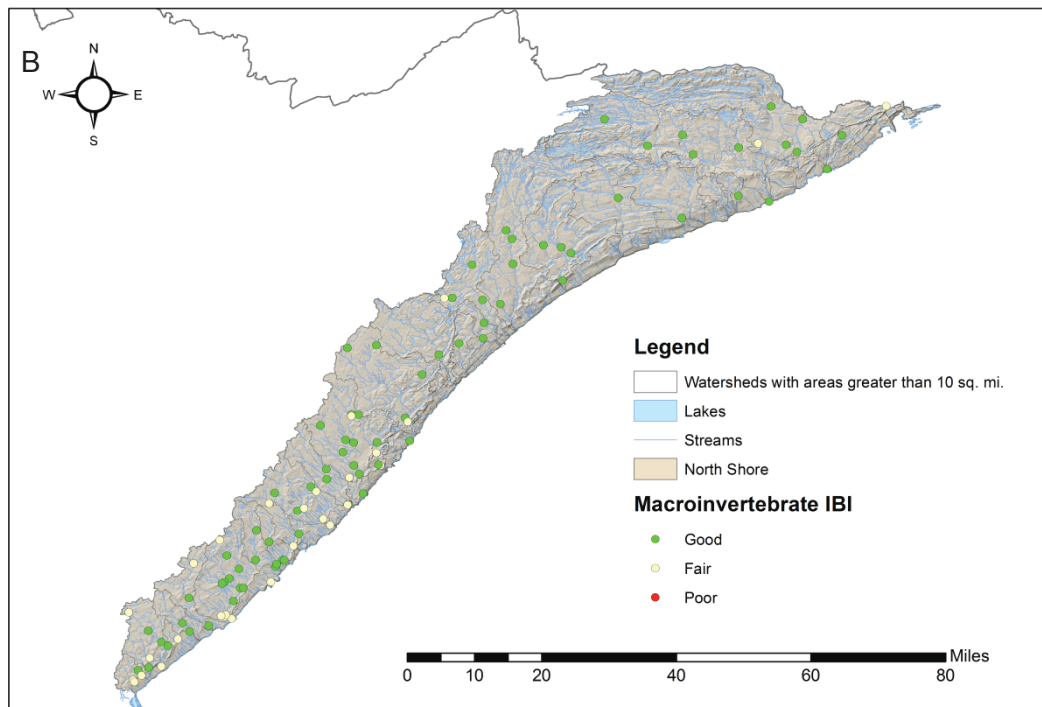 B
N
W E
S
Legend
Watersheds with areas greater than 10 sq. mi.
Lakes
Streams
North Shore
Macroinvertebrate IBI
Good
Fair
Poor
Miles
0 10 20 40 60 80